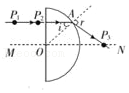 P₁ P₂ A
i r
P₃
M O N